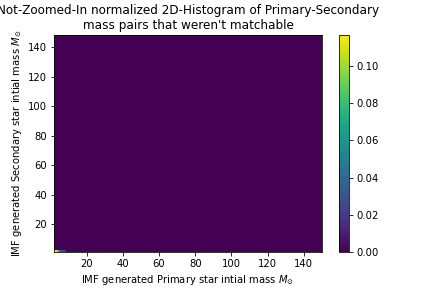 Not-Zoomed-In normalized 2D-Histogram of Primary-Secondary
mass pairs that weren't matchable
IMF generated Secondary star intial mass M☉
140
120
100
80
60
40
20
20 40 60 80 100 120 140
IMF generated Primary star intial mass M☉
0.10
0.08
0.06
0.04
0.02
0.00